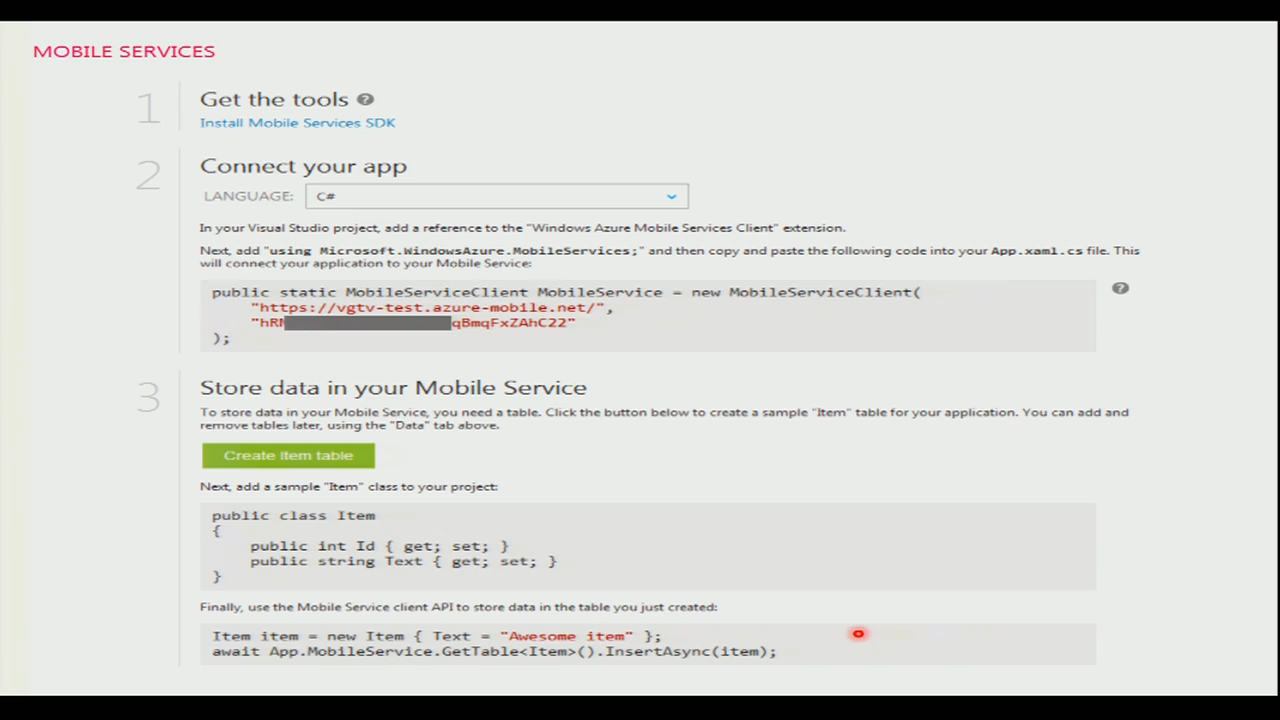 MOBILE SERVICES
1
Get the tools ?
Install Mobile Services SDK
2
Connect your app
LANGUAGE: C#
In your Visual Studio project, add a reference to the "Windows Azure Mobile Services Client" extension.
Next, add "using Microsoft.WindowsAzure.MobileServices;" and then copy and paste the following code into your App.xaml.cs file. This
will connect your application to your Mobile Service:
public static MobileServiceClient MobileService = new MobileServiceClient(
"https://vgtv-test.azure-mobile.net/",
"hRM qBmqFxZAhC22"
);
?
3
Store data in your Mobile Service
To store data in your Mobile Service, you need a table. Click the button below to create a sample "Item" table for your application. You can add and
remove tables later, using the "Data" tab above.
Create Item table
Next, add a sample "Item" class to your project:
public class Item
{
public int Id { get; set; }
public string Text { get; set; }
}
Finally, use the Mobile Service client API to store data in the table you just created:
Item item = new Item { Text = "Awesome item" };
await App.MobileService.GetTable<Item>().InsertAsync(item);